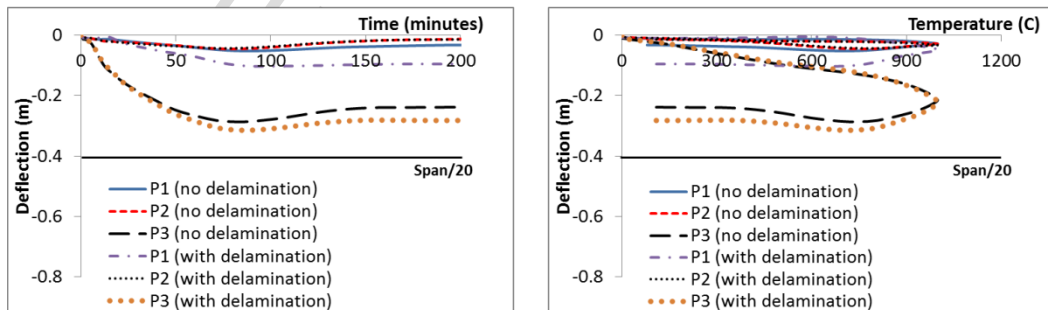 Time (minutes)
0
0 50 100 150 200
-0.2
-0.4
Span/20
-0.6
-0.8
Deflection (m)
P1 (no delamination)
P2 (no delamination)
P3 (no delamination)
P1 (with delamination)
P2 (with delamination)
P3 (with delamination)
Temperature (C)
0
0 300 600 900 1200
-0.2
-0.4
Span/20
-0.6
-0.8
Deflection (m)
P1 (no delamination)
P2 (no delamination)
P3 (no delamination)
P1 (with delamination)
P2 (with delamination)
P3 (with delamination)